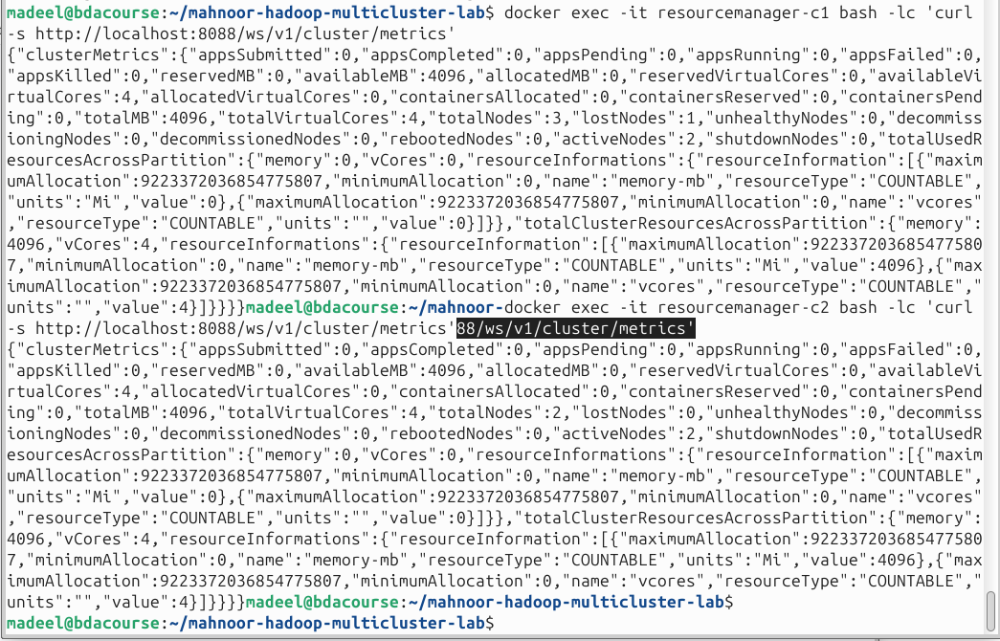 madeel@bdacourse:~/mahnoor-hadoop-multicluster-lab$ docker exec -it resourcemanager-c1 bash -lc 'curl
-s http://localhost:8088/ws/v1/cluster/metrics'
{"clusterMetrics":{"appsSubmitted":0,"appsCompleted":0,"appsPending":0,"appsRunning":0,"appsFailed":0,
"appsKilled":0,"reservedMB":0,"availableMB":4096,"allocatedMB":0,"reservedVirtualCores":0,"availableVi
rtualCores":4,"allocatedVirtualCores":0,"containersAllocated":0,"containersReserved":0,"containersPend
ing":0,"totalMB":4096,"totalVirtualCores":4,"totalNodes":3,"lostNodes":1,"unhealthyNodes":0,"decommiss
ioningNodes":0,"decommissionedNodes":0,"rebootedNodes":0,"activeNodes":2,"shutdownNodes":0,"totalUsedR
esourcesAcrossPartition":{"memory":0,"vCores":0,"resourceInformations":{"resourceInformation":[{"maxim
umAllocation":9223372036854775807,"minimumAllocation":0,"name":"memory-mb","resourceType":"COUNTABLE",
"units":"Mi","value":0},{"maximumAllocation":9223372036854775807,"minimumAllocation":0,"name":"vcores"
,"resourceType":"COUNTABLE","units":"","value":0}]}},"totalClusterResourcesAcrossPartition":{"memory":
4096,"vCores":4,"resourceInformations":{"resourceInformation":[{"maximumAllocation":922337203685477580
7,"minimumAllocation":0,"name":"memory-mb","resourceType":"COUNTABLE","units":"Mi","value":4096},{"max
imumAllocation":9223372036854775807,"minimumAllocation":0,"name":"vcores","resourceType":"COUNTABLE","
units":"","value":4}]}}}}madeel@bdacourse:~/mahnoor-docker exec -it resourcemanager-c2 bash -lc 'curl
-s http://localhost:8088/ws/v1/cluster/metrics'88/ws/v1/cluster/metrics'
{"clusterMetrics":{"appsSubmitted":0,"appsCompleted":0,"appsPending":0,"appsRunning":0,"appsFailed":0,
"appsKilled":0,"reservedMB":0,"availableMB":4096,"allocatedMB":0,"reservedVirtualCores":0,"availableVi
rtualCores":4,"allocatedVirtualCores":0,"containersAllocated":0,"containersReserved":0,"containersPend
ing":0,"totalMB":4096,"totalVirtualCores":4,"totalNodes":2,"lostNodes":0,"unhealthyNodes":0,"decommiss
ioningNodes":0,"decommissionedNodes":0,"rebootedNodes":0,"activeNodes":2,"shutdownNodes":0,"totalUsedR
esourcesAcrossPartition":{"memory":0,"vCores":0,"resourceInformations":{"resourceInformation":[{"maxim
umAllocation":9223372036854775807,"minimumAllocation":0,"name":"memory-mb","resourceType":"COUNTABLE",
"units":"Mi","value":0},{"maximumAllocation":9223372036854775807,"minimumAllocation":0,"name":"vcores"
,"resourceType":"COUNTABLE","units":"","value":0}]}},"totalClusterResourcesAcrossPartition":{"memory":
4096,"vCores":4,"resourceInformations":{"resourceInformation":[{"maximumAllocation":922337203685477580
7,"minimumAllocation":0,"name":"memory-mb","resourceType":"COUNTABLE","units":"Mi","value":4096},{"max
imumAllocation":9223372036854775807,"minimumAllocation":0,"name":"vcores","resourceType":"COUNTABLE","
units":"","value":4}]}}}}madeel@bdacourse:~/mahnoor-hadoop-multicluster-lab$
madeel@bdacourse:~/mahnoor-hadoop-multicluster-lab$